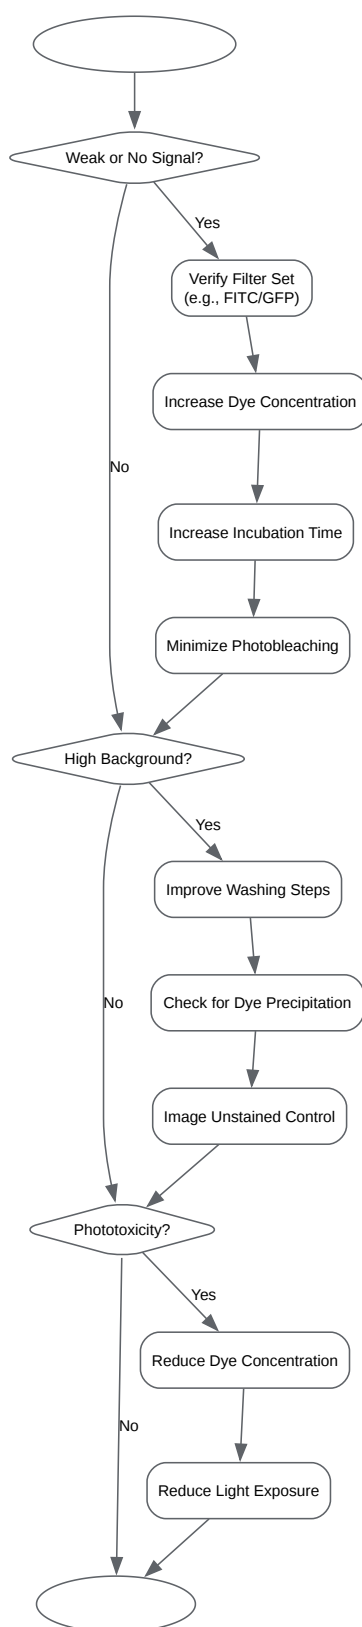 Weak or No Signal?
Yes
Verify Filter Set
(e.g., FITC/GFP)
Increase Dye Concentration
No
Increase Incubation Time
Minimize Photobleaching
High Background?
Yes
Improve Washing Steps
No
Check for Dye Precipitation
Image Unstained Control
Phototoxicity?
Yes
Reduce Dye Concentration
No
Reduce Light Exposure